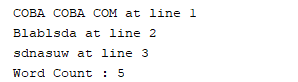 COBA COBA COM at line 1
Blablsda at line 2
sdnasuw at line 3
Word Count : 5